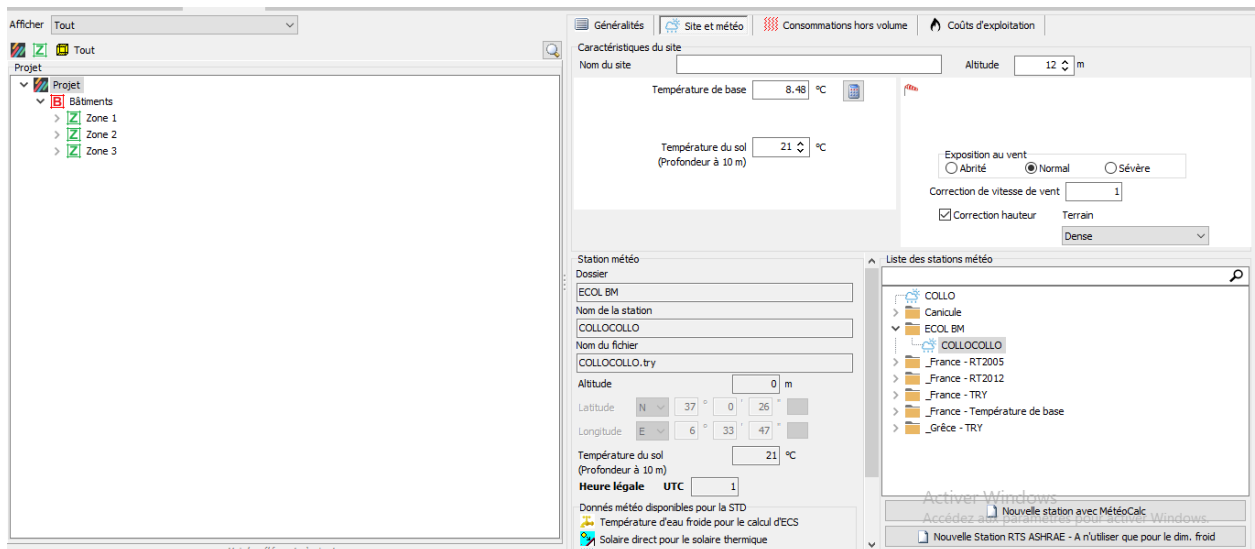 Afficher Tout
Tout
Projet
Projet
Bâtiments
Zone 1
Zone 2
Zone 3
Généralités Site et météo Consommations hors volume Coûts d'exploitation
Caractéristiques du site
Nom du site Altitude 12 m
Température de base 8.48 °C
Température du sol 21 °C
(Profondeur à 10 m)
Exposition au vent
Abrité Normal Sévère
Correction de vitesse de vent 1
Correction hauteur Terrain
Dense
Station météo
Dossier
ECOL BM
Nom de la station
COLLOCOLLO
Nom du fichier
COLLOCOLLO.try
Altitude 0 m
Latitude N 37 ° 0 ' 26 "
Longitude E 6 ° 33 ' 47 "
Température du sol 21 °C
(Profondeur à 10 m)
Heure légale UTC 1
Donnés météo disponibles pour la STD
Température d'eau froide pour le calcul d'ECS
Solaire direct pour le solaire thermique
Liste des stations météo
COLLO
Canicule
ECOL BM
COLLOCOLLO
_France - RT2005
_France - RT2012
_France - TRY
_France - Température de base
_Grêce - TRY
Activer Windows
Accédez aux paramètres pour activer Windows.
Nouvelle station avec MétéoCalc
Nouvelle Station RTS ASHRAE - A n'utiliser que pour le dim. froid